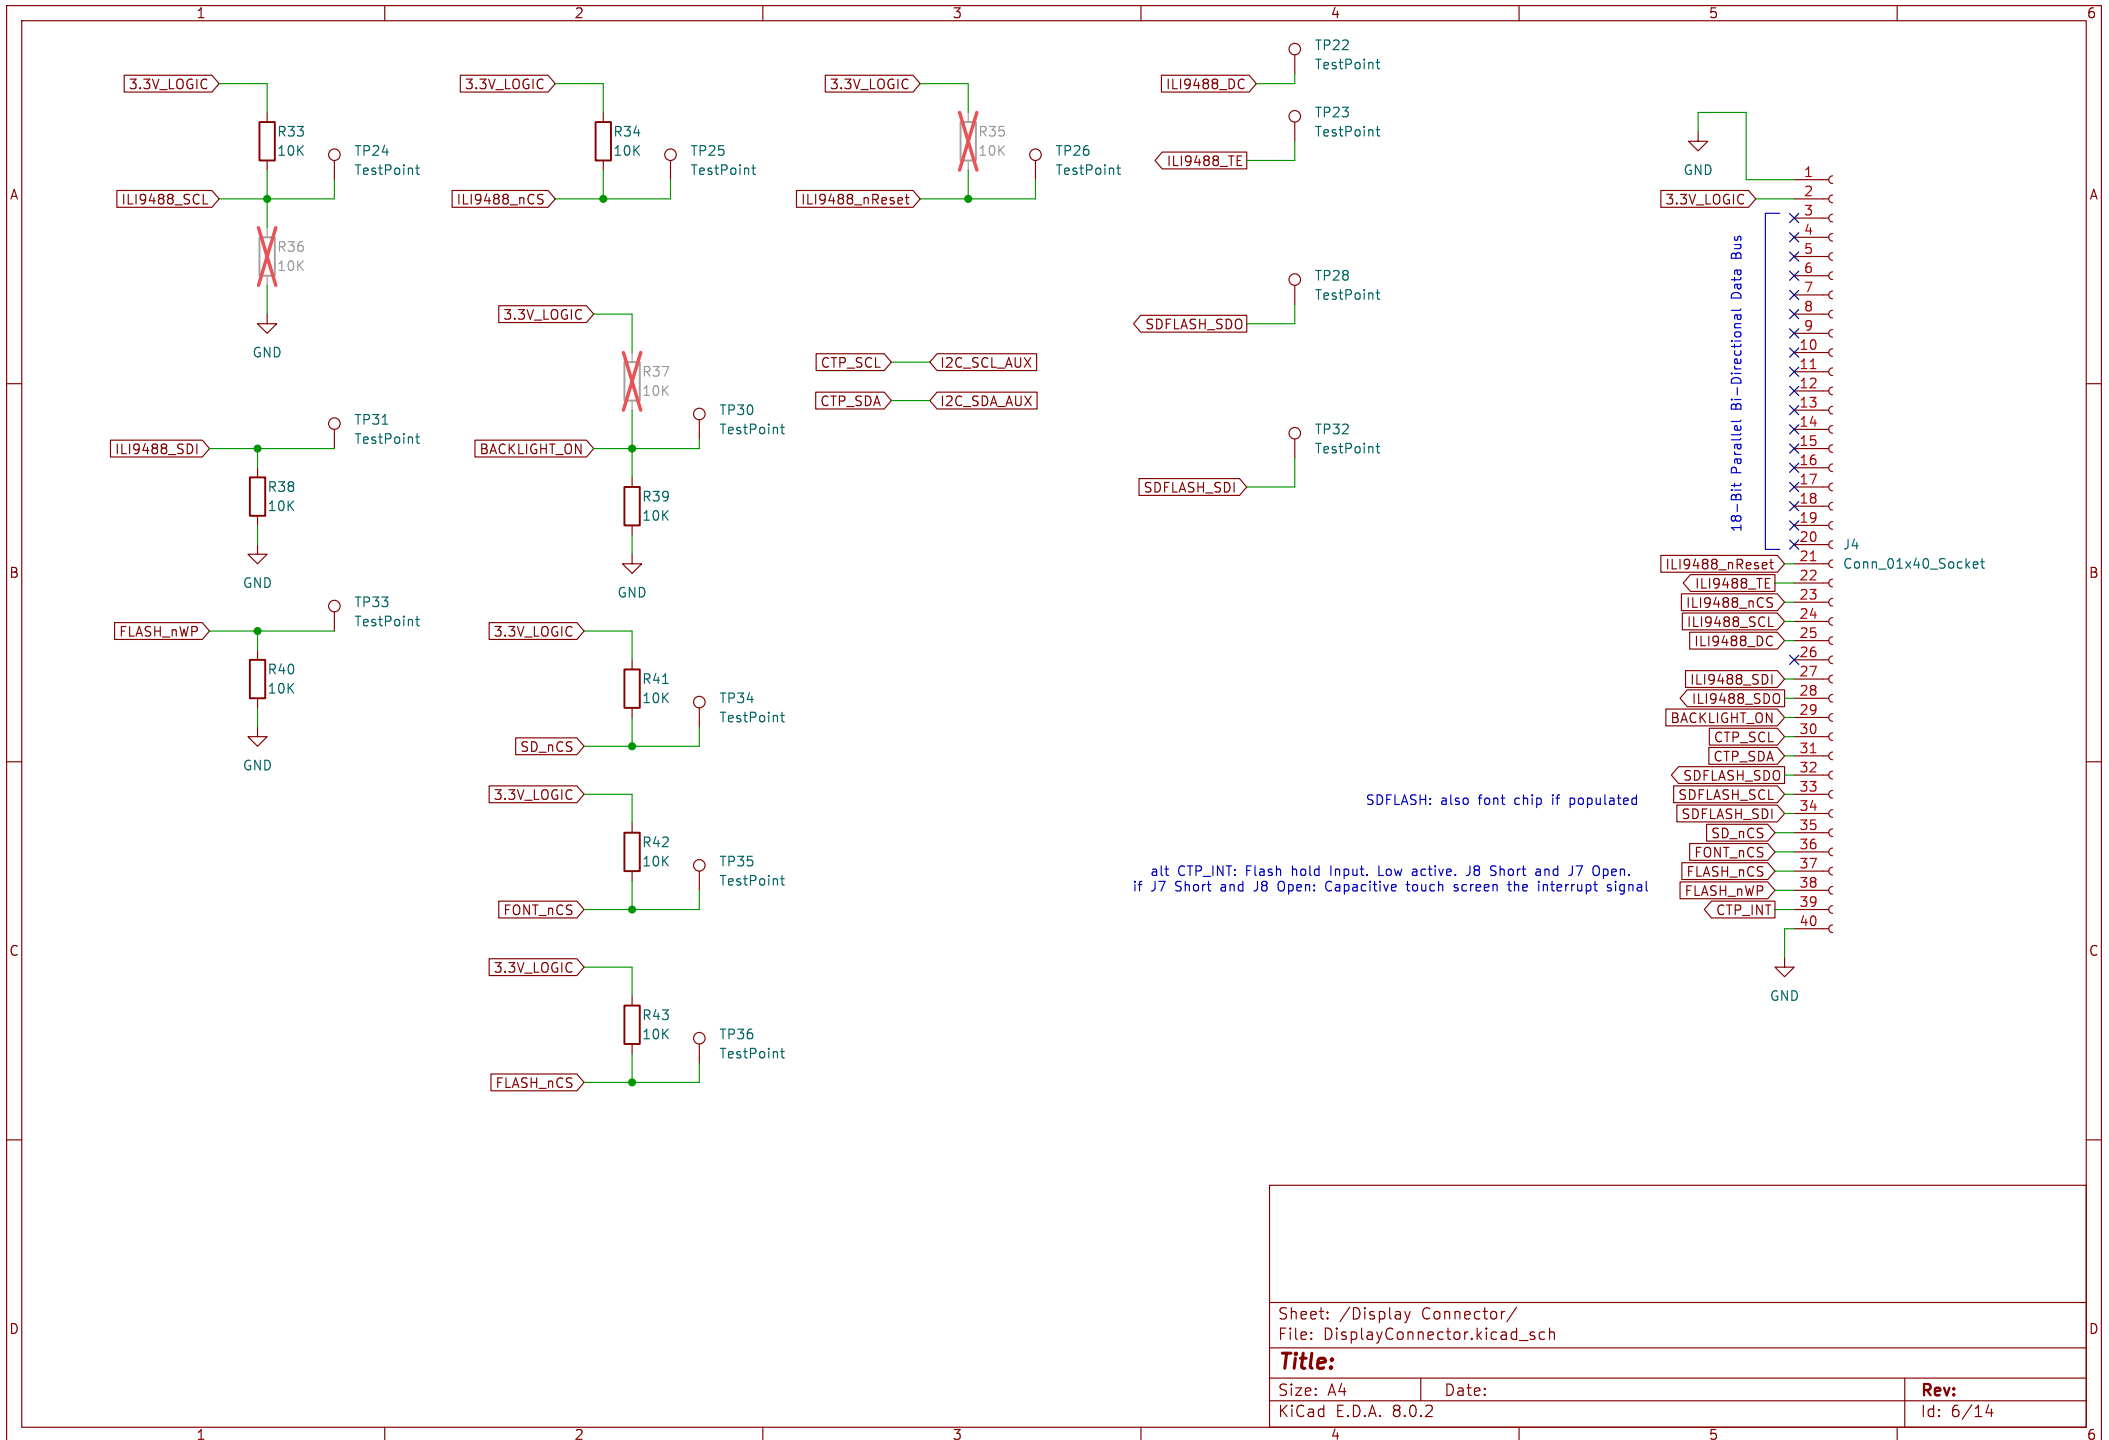 1 2 3 4 5 6
A
B
C
D
3.3V_LOGIC
R33
10K
TP24
TestPoint
ILI9488_SCL
R36
10K
GND
3.3V_LOGIC
R34
10K
TP25
TestPoint
ILI9488_nCS
3.3V_LOGIC
R35
10K
TP26
TestPoint
ILI9488_nReset
TP22
TestPoint
ILI9488_DC
TP23
TestPoint
ILI9488_TE
TP28
TestPoint
SDFLASH_SDO
TP32
TestPoint
SDFLASH_SDI
CTP_SCL
I2C_SCL_AUX
CTP_SDA
I2C_SDA_AUX
3.3V_LOGIC
R37
10K
TP30
TestPoint
BACKLIGHT_ON
R39
10K
GND
TP31
TestPoint
ILI9488_SDI
R38
10K
GND
TP33
TestPoint
FLASH_nWP
R40
10K
GND
3.3V_LOGIC
R41
10K
TP34
TestPoint
SD_nCS
3.3V_LOGIC
R42
10K
TP35
TestPoint
FONT_nCS
3.3V_LOGIC
R43
10K
TP36
TestPoint
FLASH_nCS
GND
1
3.3V_LOGIC 2
18-Bit Parallel Bi-Directional Data Bus
3
4
5
6
7
8
9
10
11
12
13
14
15
16
17
18
19
20
J4
Conn_01x40_Socket
ILI9488_nReset 21
ILI9488_TE 22
ILI9488_nCS 23
ILI9488_SCL 24
ILI9488_DC 25
26
ILI9488_SDI 27
ILI9488_SDO 28
BACKLIGHT_ON 29
CTP_SCL 30
CTP_SDA 31
SDFLASH_SDO 32
SDFLASH_SCL 33
SDFLASH_SDI 34
SD_nCS 35
FONT_nCS 36
FLASH_nCS 37
FLASH_nWP 38
CTP_INT 39
40
GND
SDFLASH: also font chip if populated
alt CTP_INT: Flash hold Input. Low active. J8 Short and J7 Open.
if J7 Short and J8 Open: Capacitive touch screen the interrupt signal
Sheet: /Display Connector/
File: DisplayConnector.kicad_sch
Title:
Size: A4 Date: Rev:
KiCad E.D.A. 8.0.2 Id: 6/14
A
B
C
D
1 2 3 4 5 6